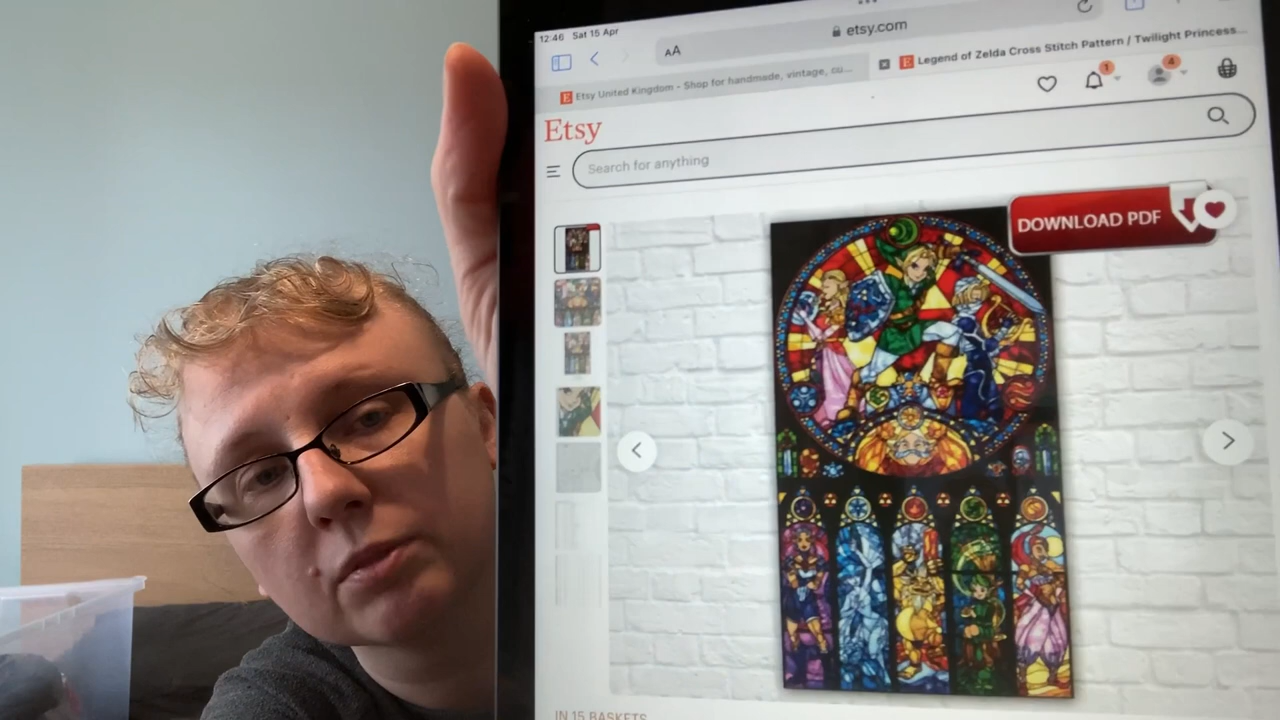 12:46 Sat 15 Apr
AA
etsy.com
Etsy United Kingdom - Shop for handmade, vintage, cu...
Legend of Zelda Cross Stitch Pattern / Twilight Princess...
1
4
Etsy
Search for anything
DOWNLOAD PDF
IN 15 BASKETS